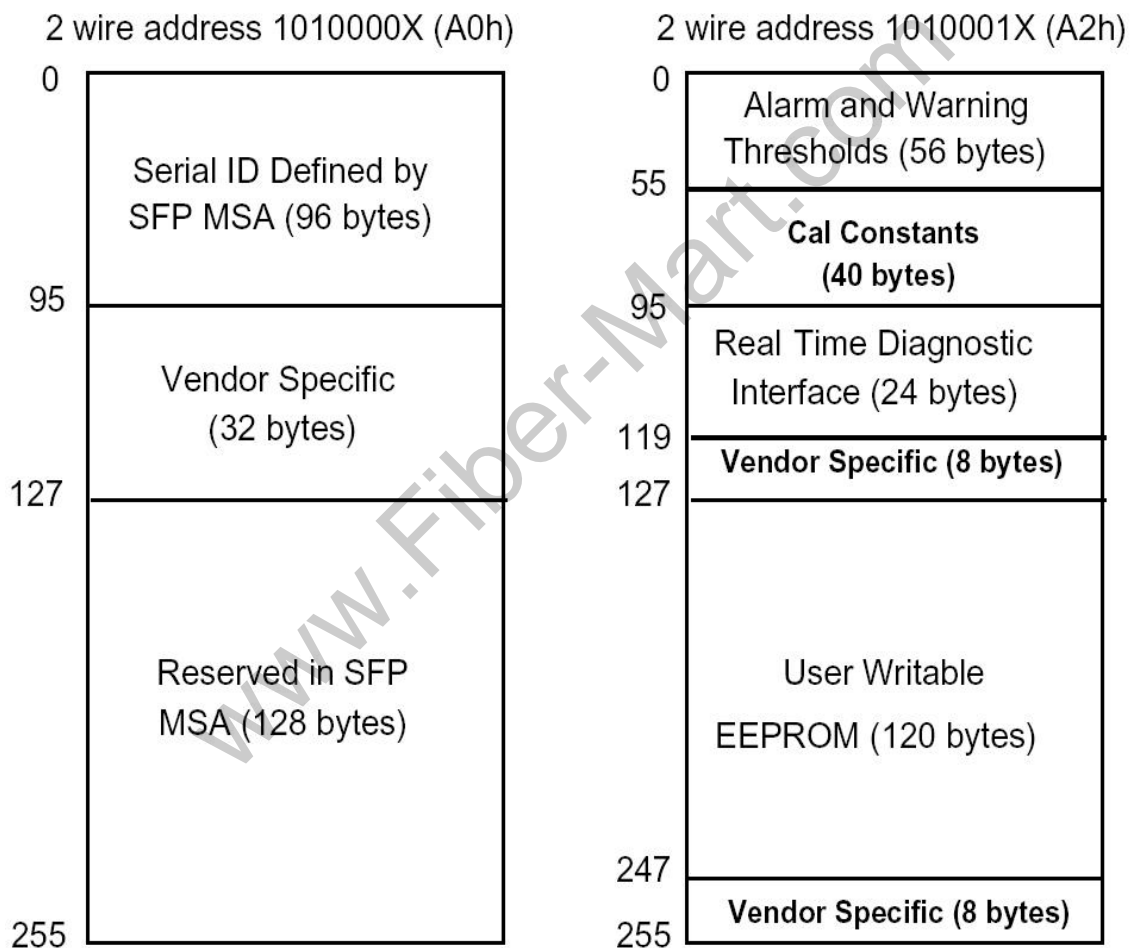 2 wire address 1010000X (A0h)
0
Serial ID Defined by
SFP MSA (96 bytes)
95
Vendor Specific
(32 bytes)
127
Reserved in SFP
MSA (128 bytes)
255
2 wire address 1010001X (A2h)
0
Alarm and Warning
Thresholds (56 bytes)
55
Cal Constants
(40 bytes)
95
Real Time Diagnostic
Interface (24 bytes)
119
Vendor Specific (8 bytes)
127
User Writable
EEPROM (120 bytes)
247
Vendor Specific (8 bytes)
255
www.Fiber-Mart.com